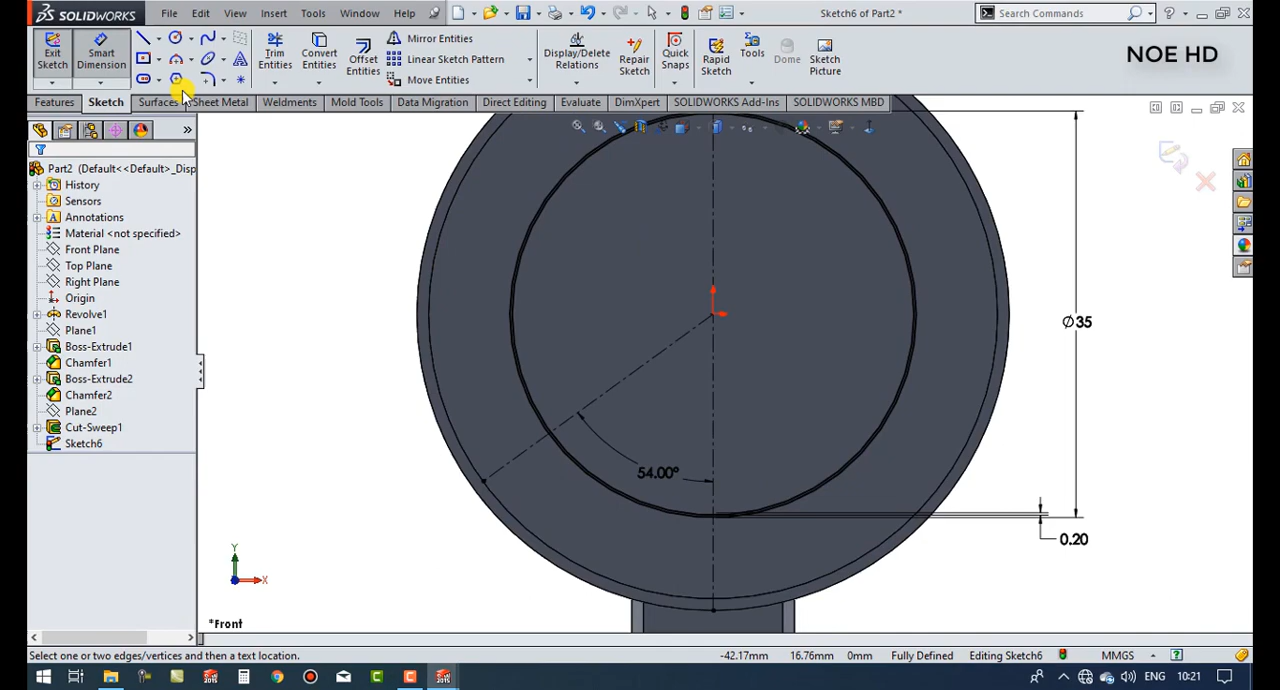 SOLIDWORKS File Edit View Insert Tools Window Help Sketch6 of Part2 * Search Commands
Exit Sketch Smart Dimension Trim Entities Convert Entities Offset Entities Mirror Entities Linear Sketch Pattern Move Entities Display/Delete Relations Repair Sketch Quick Snaps Rapid Sketch Tools Dome Sketch Picture NOE HD
Features Sketch Surfaces Sheet Metal Weldments Mold Tools Data Migration Direct Editing Evaluate DimXpert SOLIDWORKS Add-Ins SOLIDWORKS MBD
Part2 (Default<<Default>_Disp
History
Sensors
Annotations
Material <not specified>
Front Plane
Top Plane
Right Plane
Origin
Revolve1
Plane1
Boss-Extrude1
Chamfer1
Boss-Extrude2
Chamfer2
Plane2
Cut-Sweep1
Sketch6
Ø35
54.00°
0.20
Y
X
*Front
Select one or two edges/vertices and then a text location. -42.17mm 16.76mm 0mm Fully Defined Editing Sketch6 MMGS
ENG 10:21